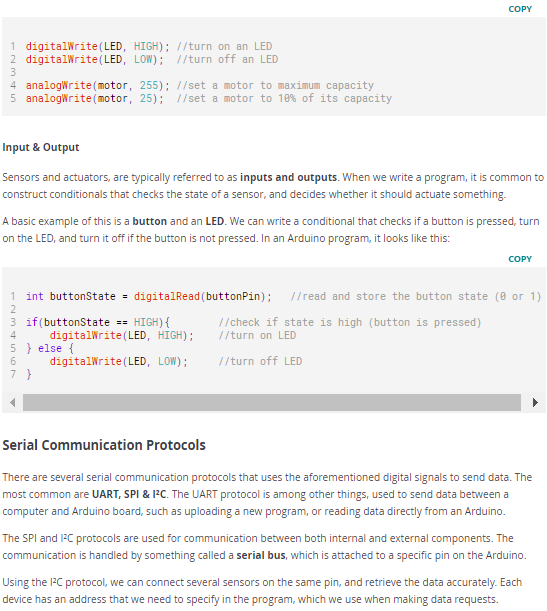 COPY
1 digitalWrite(LED, HIGH); //turn on an LED
2 digitalWrite(LED, LOW);  //turn off an LED
3
4 analogWrite(motor, 255); //set a motor to maximum capacity
5 analogWrite(motor, 25);  //set a motor to 10% of its capacity
Input & Output
Sensors and actuators, are typically referred to as inputs and outputs. When we write a program, it is common to
construct conditionals that checks the state of a sensor, and decides whether it should actuate something.
A basic example of this is a button and an LED. We can write a conditional that checks if a button is pressed, turn
on the LED, and turn it off if the button is not pressed. In an Arduino program, it looks like this:
COPY
1 int buttonState = digitalRead(buttonPin);   //read and store the button state (0 or 1)
2
3 if(buttonState == HIGH){       //check if state is high (button is pressed)
4     digitalWrite(LED, HIGH);   //turn on LED
5 } else {
6     digitalWrite(LED, LOW);    //turn off LED
7 }
Serial Communication Protocols
There are several serial communication protocols that uses the aforementioned digital signals to send data. The
most common are UART, SPI & I²C. The UART protocol is among other things, used to send data between a
computer and Arduino board, such as uploading a new program, or reading data directly from an Arduino.
The SPI and I²C protocols are used for communication between both internal and external components. The
communication is handled by something called a serial bus, which is attached to a specific pin on the Arduino.
Using the I²C protocol, we can connect several sensors on the same pin, and retrieve the data accurately. Each
device has an address that we need to specify in the program, which we use when making data requests.